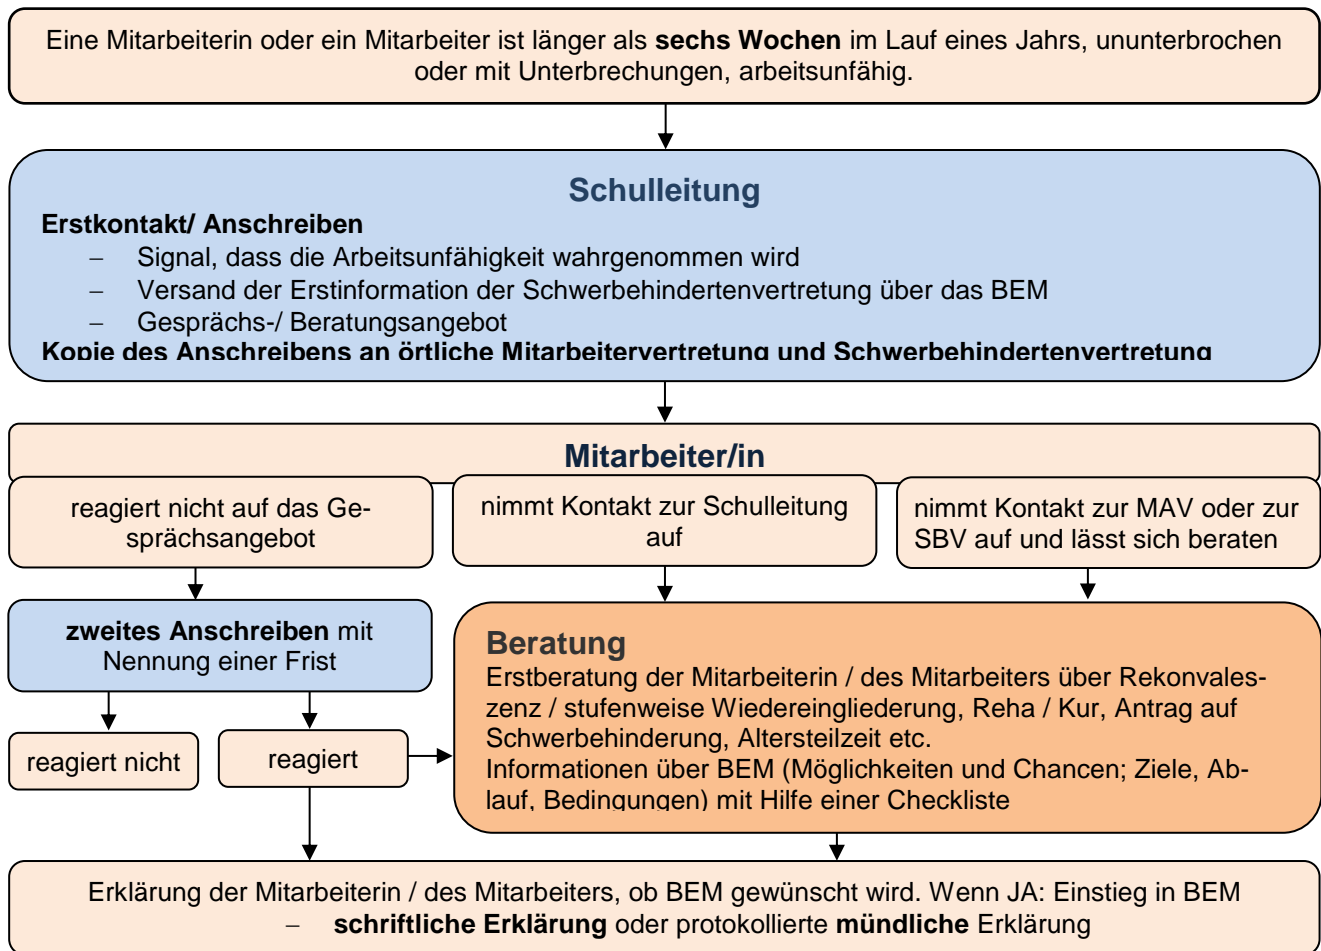 Eine Mitarbeiterin oder ein Mitarbeiter ist länger als sechs Wochen im Lauf eines Jahrs, ununterbrochen
oder mit Unterbrechungen, arbeitsunfähig.
Schulleitung
Erstkontakt/ Anschreiben
– Signal, dass die Arbeitsunfähigkeit wahrgenommen wird
– Versand der Erstinformation der Schwerbehindertenvertretung über das BEM
– Gesprächs-/ Beratungsangebot
Kopie des Anschreibens an örtliche Mitarbeitervertretung und Schwerbehindertenvertretung
Mitarbeiter/in
reagiert nicht auf das Ge-
sprächsangebot
nimmt Kontakt zur Schulleitung
auf
nimmt Kontakt zur MAV oder zur
SBV auf und lässt sich beraten
zweites Anschreiben mit
Nennung einer Frist
reagiert nicht
reagiert
Beratung
Erstberatung der Mitarbeiterin / des Mitarbeiters über Rekonvales-
zenz / stufenweise Wiedereingliederung, Reha / Kur, Antrag auf
Schwerbehinderung, Altersteilzeit etc.
Informationen über BEM (Möglichkeiten und Chancen; Ziele, Ab-
lauf, Bedingungen) mit Hilfe einer Checkliste
Erklärung der Mitarbeiterin / des Mitarbeiters, ob BEM gewünscht wird. Wenn JA: Einstieg in BEM
– schriftliche Erklärung oder protokollierte mündliche Erklärung